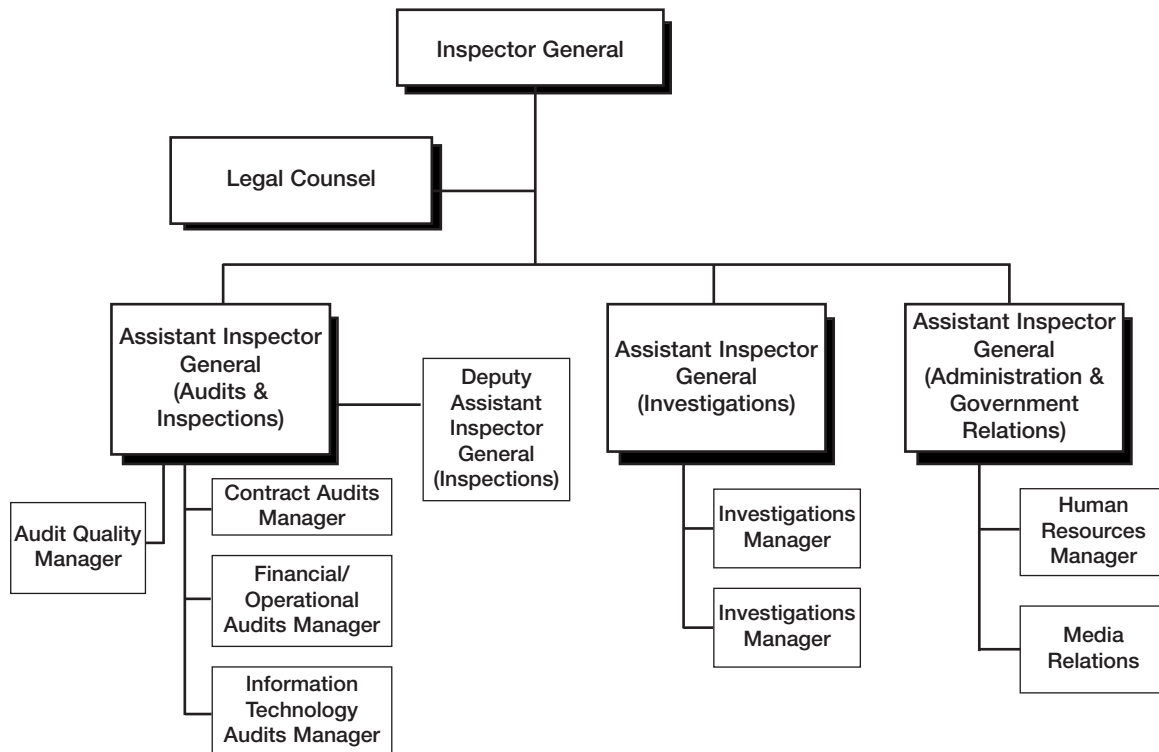 Inspector General
Legal Counsel
Assistant Inspector
General
(Audits &
Inspections)
Deputy
Assistant
Inspector
General
(Inspections)
Audit Quality
Manager
Contract Audits
Manager
Financial/
Operational
Audits Manager
Information
Technology
Audits Manager
Assistant Inspector
General
(Investigations)
Investigations
Manager
Investigations
Manager
Assistant Inspector
General
(Administration &
Government
Relations)
Human
Resources
Manager
Media
Relations